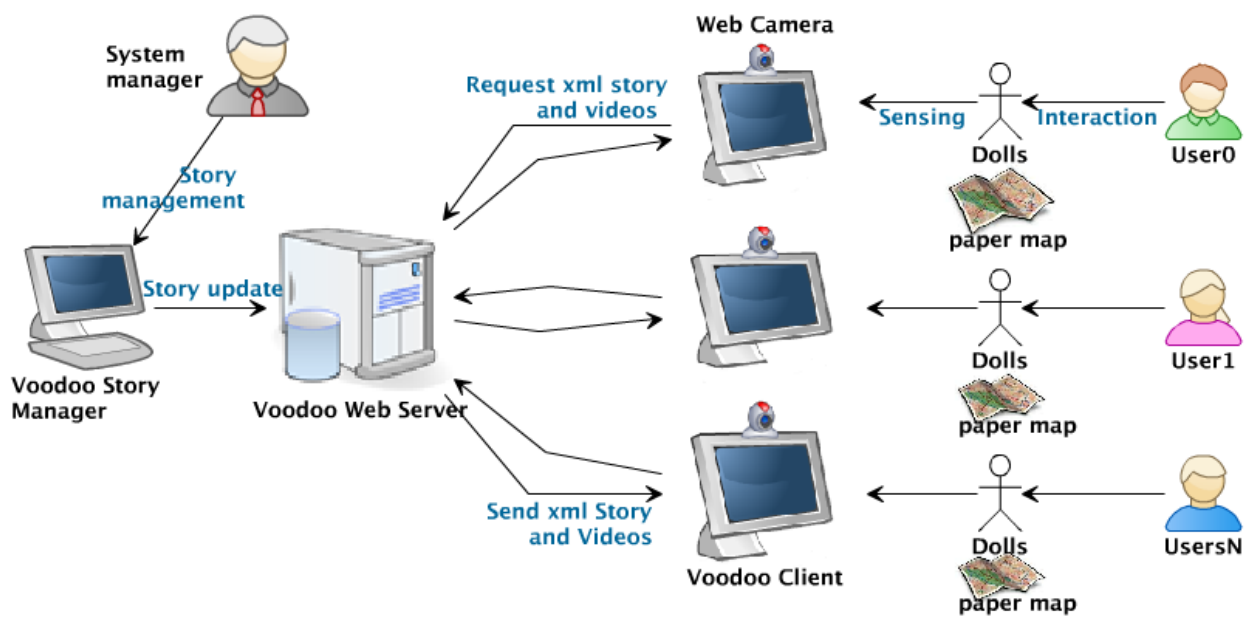 Web Camera
System
manager
Request xml story
and videos
Sensing
Interaction
Dolls
User0
Story
management
paper map
Story update
Dolls
User1
Voodoo Story
Manager
Voodoo Web Server
paper map
Send xml Story
and Videos
Dolls
UsersN
Voodoo Client
paper map